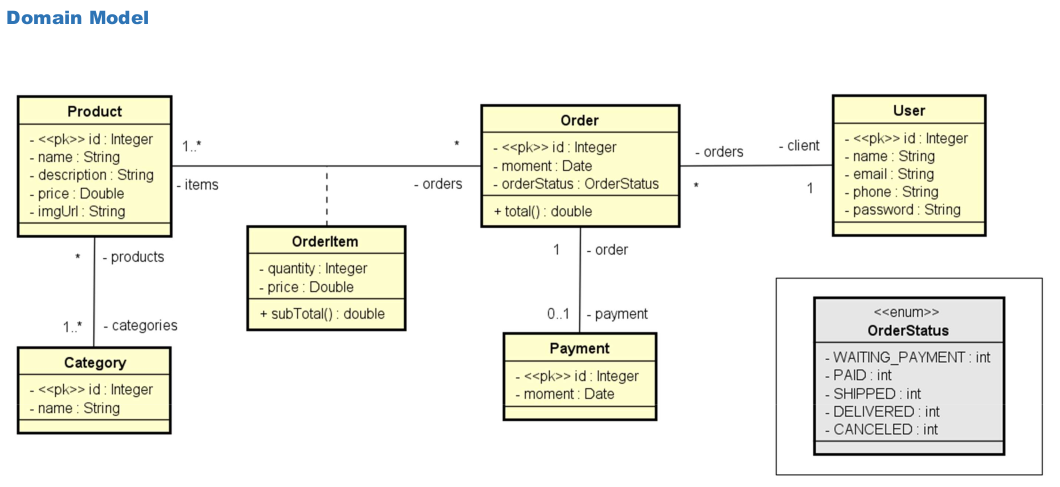 Domain Model
Product
- <<pk>> id : Integer
- name : String
- description : String
- price : Double
- imgUrl : String
1..*
- items
*
- orders
Order
- <<pk>> id : Integer
- moment : Date
- orderStatus : OrderStatus
+ total() : double
- orders
*
- client
1
User
- <<pk>> id : Integer
- name : String
- email : String
- phone : String
- password : String
OrderItem
- quantity : Integer
- price : Double
+ subTotal() : double
* - products
1..* - categories
Category
- <<pk>> id : Integer
- name : String
1 - order
0..1 - payment
Payment
- <<pk>> id : Integer
- moment : Date
<<enum>>
OrderStatus
- WAITING_PAYMENT : int
- PAID : int
- SHIPPED : int
- DELIVERED : int
- CANCELED : int